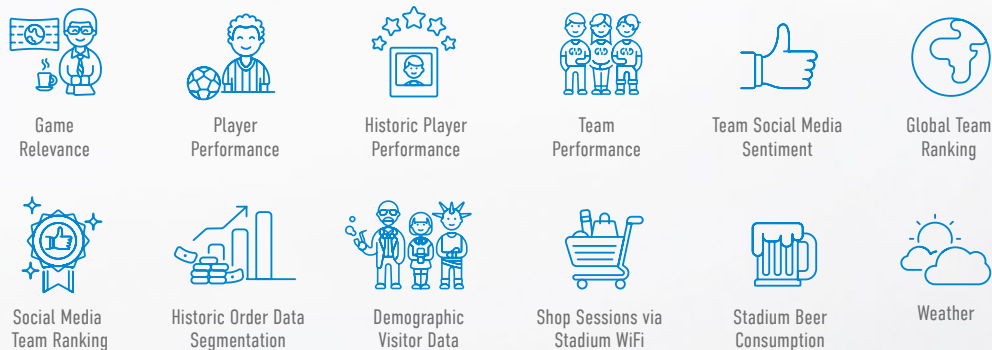 Game
Relevance
Player
Performance
Historic Player
Performance
Team
Performance
Team Social Media
Sentiment
Global Team
Ranking
Social Media
Team Ranking
Historic Order Data
Segmentation
Demographic
Visitor Data
Shop Sessions via
Stadium WiFi
Stadium Beer
Consumption
Weather